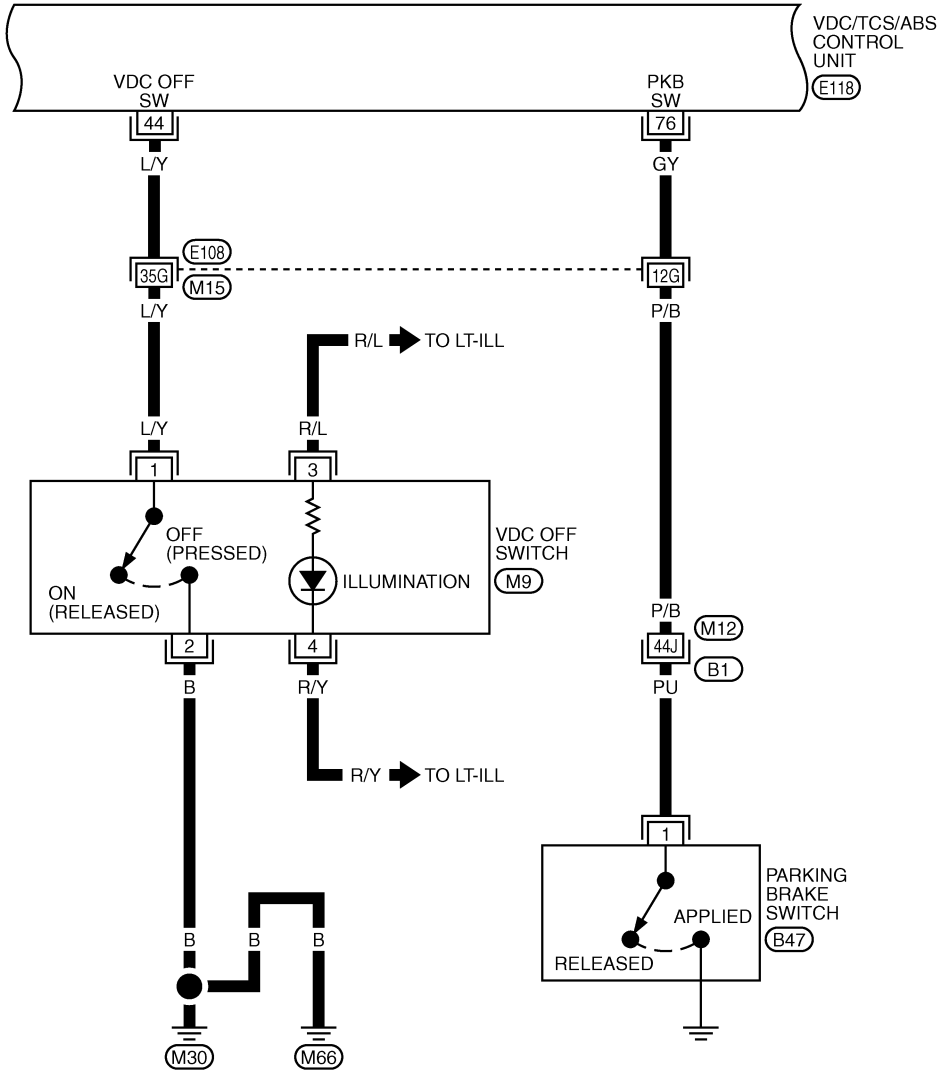 VDC/TCS/ABS
CONTROL
UNIT
E118
VDC OFF
SW
PKB
SW
44
76
L/Y
GY
E108
35G
12G
M15
L/Y
P/B
R/L
TO LT-ILL
L/Y
R/L
1
3
OFF
(PRESSED)
VDC OFF
SWITCH
M9
ILLUMINATION
ON
(RELEASED)
P/B
M12
2
4
44J
B1
B
R/Y
PU
R/Y
TO LT-ILL
1
PARKING
BRAKE
SWITCH
B47
APPLIED
RELEASED
B
B
B
M30
M66